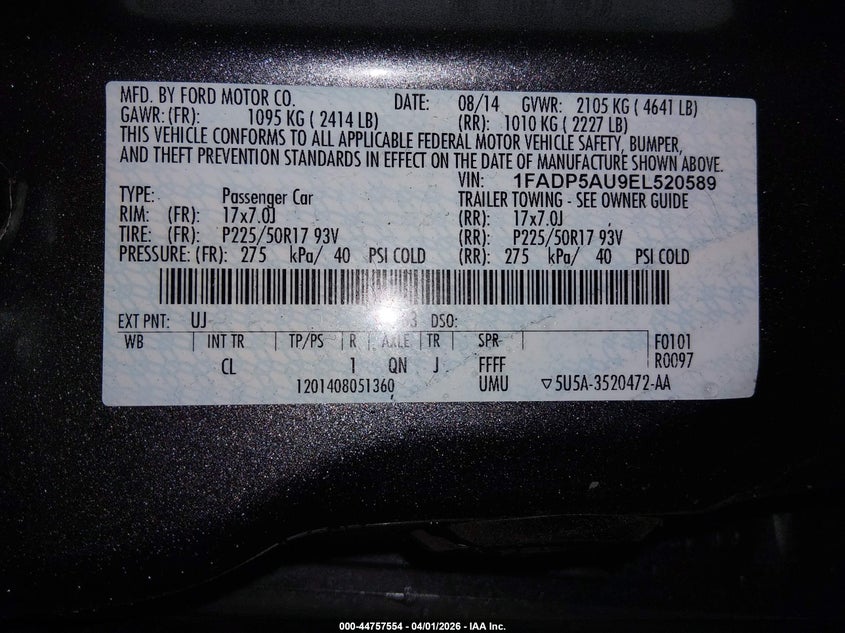 MFD. BY FORD MOTOR CO. DATE: 08/14 GVWR: 2105 KG ( 4641 LB)
GAWR: (FR): 1095 KG ( 2414 LB) (RR): 1010 KG ( 2227 LB)
THIS VEHICLE CONFORMS TO ALL APPLICABLE FEDERAL MOTOR VEHICLE SAFETY, BUMPER,
AND THEFT PREVENTION STANDARDS IN EFFECT ON THE DATE OF MANUFACTURE SHOWN ABOVE.
VIN: 1FADP5AU9EL520589
TYPE: Passenger Car TRAILER TOWING - SEE OWNER GUIDE
RIM: (FR): 17x7.0J (RR): 17x7.0J
TIRE: (FR): P225/50R17 93V (RR): P225/50R17 93V
PRESSURE: (FR): 275 kPa/ 40 PSI COLD (RR): 275 kPa/ 40 PSI COLD
EXT PNT: UJ 3 DSO:
WB INT TR TP/PS R AXLE TR SPR F0101
CL 1 QN J FFFF R0097
1201408051360 UMU ▽5U5A-3520472-AA
000-44757554 - 04/01/2026 - IAA Inc.